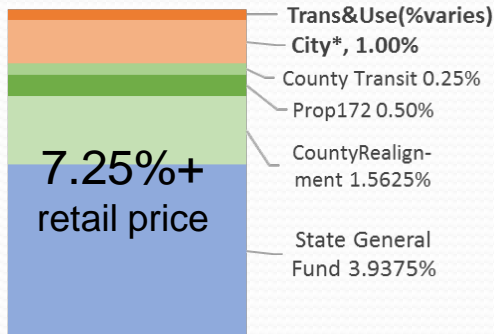 Trans&Use(%varies)
City*, 1.00%
County Transit 0.25%
Prop172 0.50%
CountyRealign-
ment 1.5625%
7.25%+
retail price
State General
Fund 3.9375%